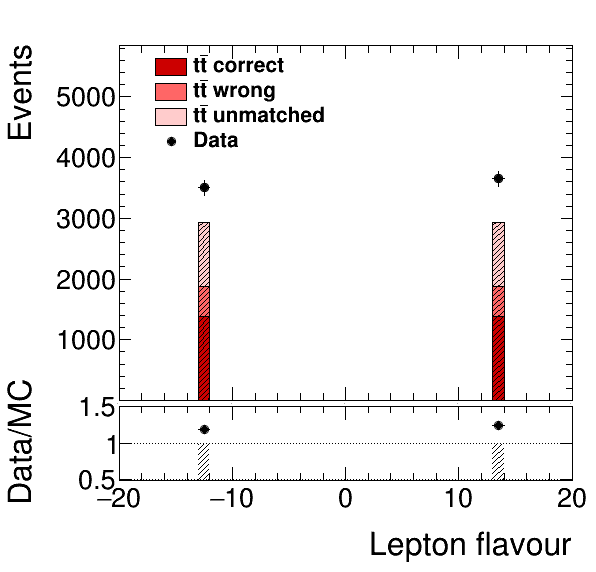 Events
5000
4000
3000
2000
1000
tt̄ correct
tt̄ wrong
tt̄ unmatched
Data
Data/MC
1.5
1
0.5
−20 −10 0 10 20
Lepton flavour